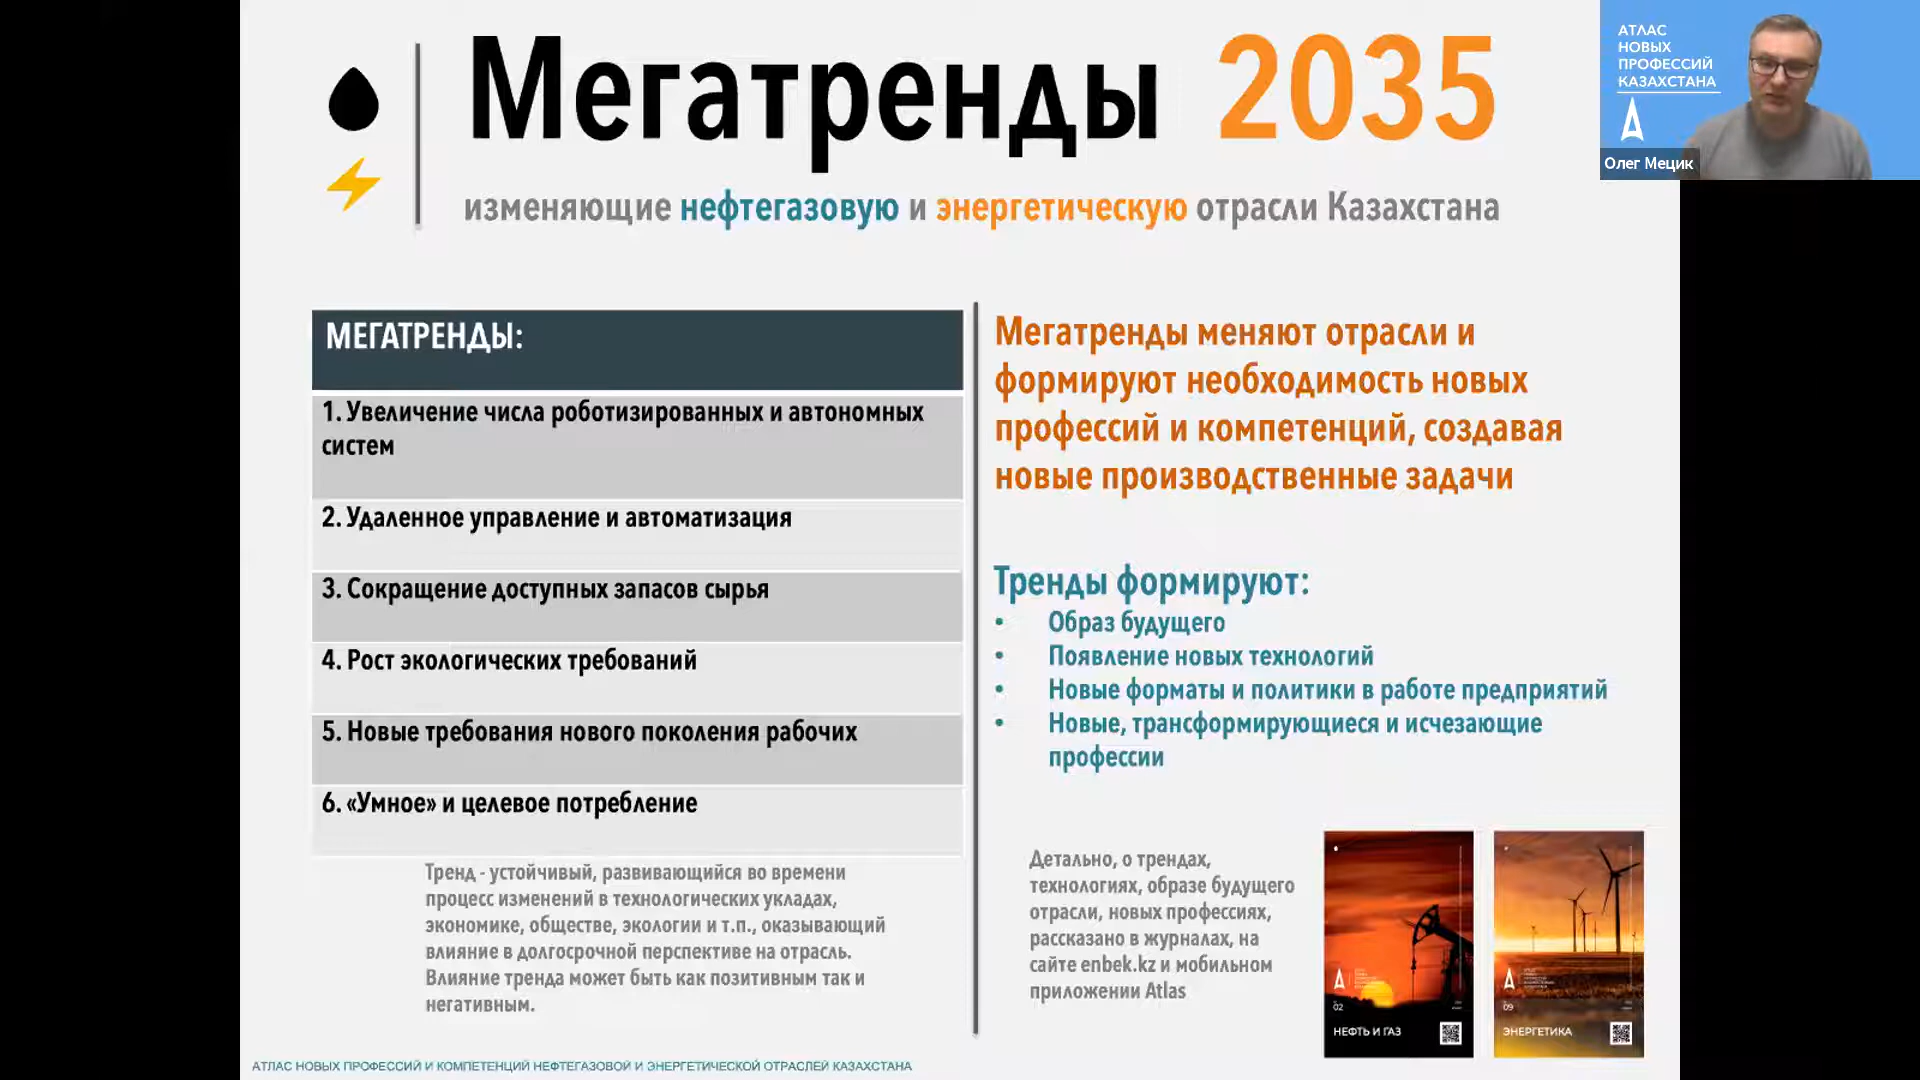 Мегатренды 2035
изменяющие нефтегазовую и энергетическую отрасли Казахстана
АТЛАС
НОВЫХ
ПРОФЕССИЙ
КАЗАХСТАНА
Олег Мецик
МЕГАТРЕНДЫ:
1. Увеличение числа роботизированных и автономных
систем
2. Удаленное управление и автоматизация
3. Сокращение доступных запасов сырья
4. Рост экологических требований
5. Новые требования нового поколения рабочих
6. «Умное» и целевое потребление
Тренд - устойчивый, развивающийся во времени
процесс изменений в технологических укладах,
экономике, обществе, экологии и т.п., оказывающий
влияние в долгосрочной перспективе на отрасль.
Влияние тренда может быть как позитивным так и
негативным.
Мегатренды меняют отрасли и
формируют необходимость новых
профессий и компетенций, создавая
новые производственные задачи
Тренды формируют:
• Образ будущего
• Появление новых технологий
• Новые форматы и политики в работе предприятий
• Новые, трансформирующиеся и исчезающие
профессии
Детально, о трендах,
технологиях, образе будущего
отрасли, новых профессиях,
рассказано в журналах, на
сайте enbek.kz и мобильном
приложении Atlas
02
НЕФТЬ И ГАЗ
09
ЭНЕРГЕТИКА
АТЛАС НОВЫХ ПРОФЕССИЙ И КОМПЕТЕНЦИЙ НЕФТЕГАЗОВОЙ И ЭНЕРГЕТИЧЕСКОЙ ОТРАСЛЕЙ КАЗАХСТАНА